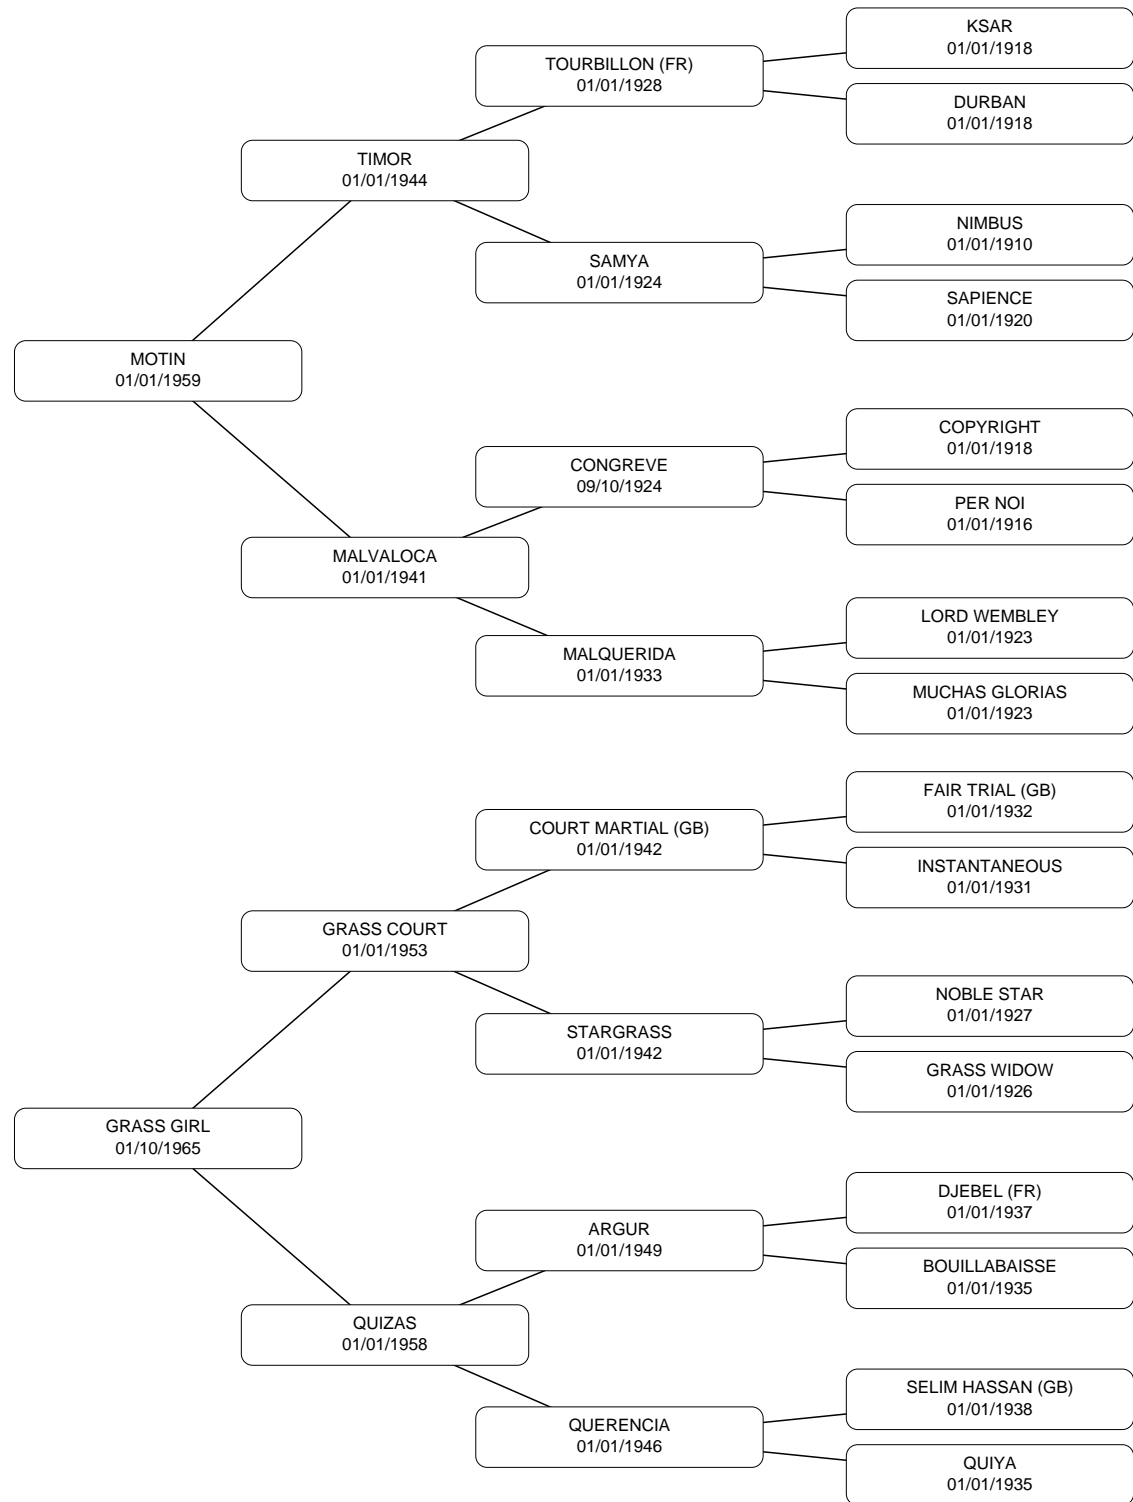 KSAR
01/01/1918
TOURBILLON (FR)
01/01/1928
DURBAN
01/01/1918
TIMOR
01/01/1944
NIMBUS
01/01/1910
SAMYA
01/01/1924
SAPIENCE
01/01/1920
MOTIN
01/01/1959
COPYRIGHT
01/01/1918
CONGREVE
09/10/1924
PER NOI
01/01/1916
MALVALOCA
01/01/1941
LORD WEMBLEY
01/01/1923
MALQUERIDA
01/01/1933
MUCHAS GLORIAS
01/01/1923
FAIR TRIAL (GB)
01/01/1932
COURT MARTIAL (GB)
01/01/1942
INSTANTANEOUS
01/01/1931
GRASS COURT
01/01/1953
NOBLE STAR
01/01/1927
STARGRASS
01/01/1942
GRASS WIDOW
01/01/1926
GRASS GIRL
01/10/1965
DJEBEL (FR)
01/01/1937
ARGUR
01/01/1949
BOUILLABAISSE
01/01/1935
QUIZAS
01/01/1958
SELIM HASSAN (GB)
01/01/1938
QUERENCIA
01/01/1946
QUIYA
01/01/1935